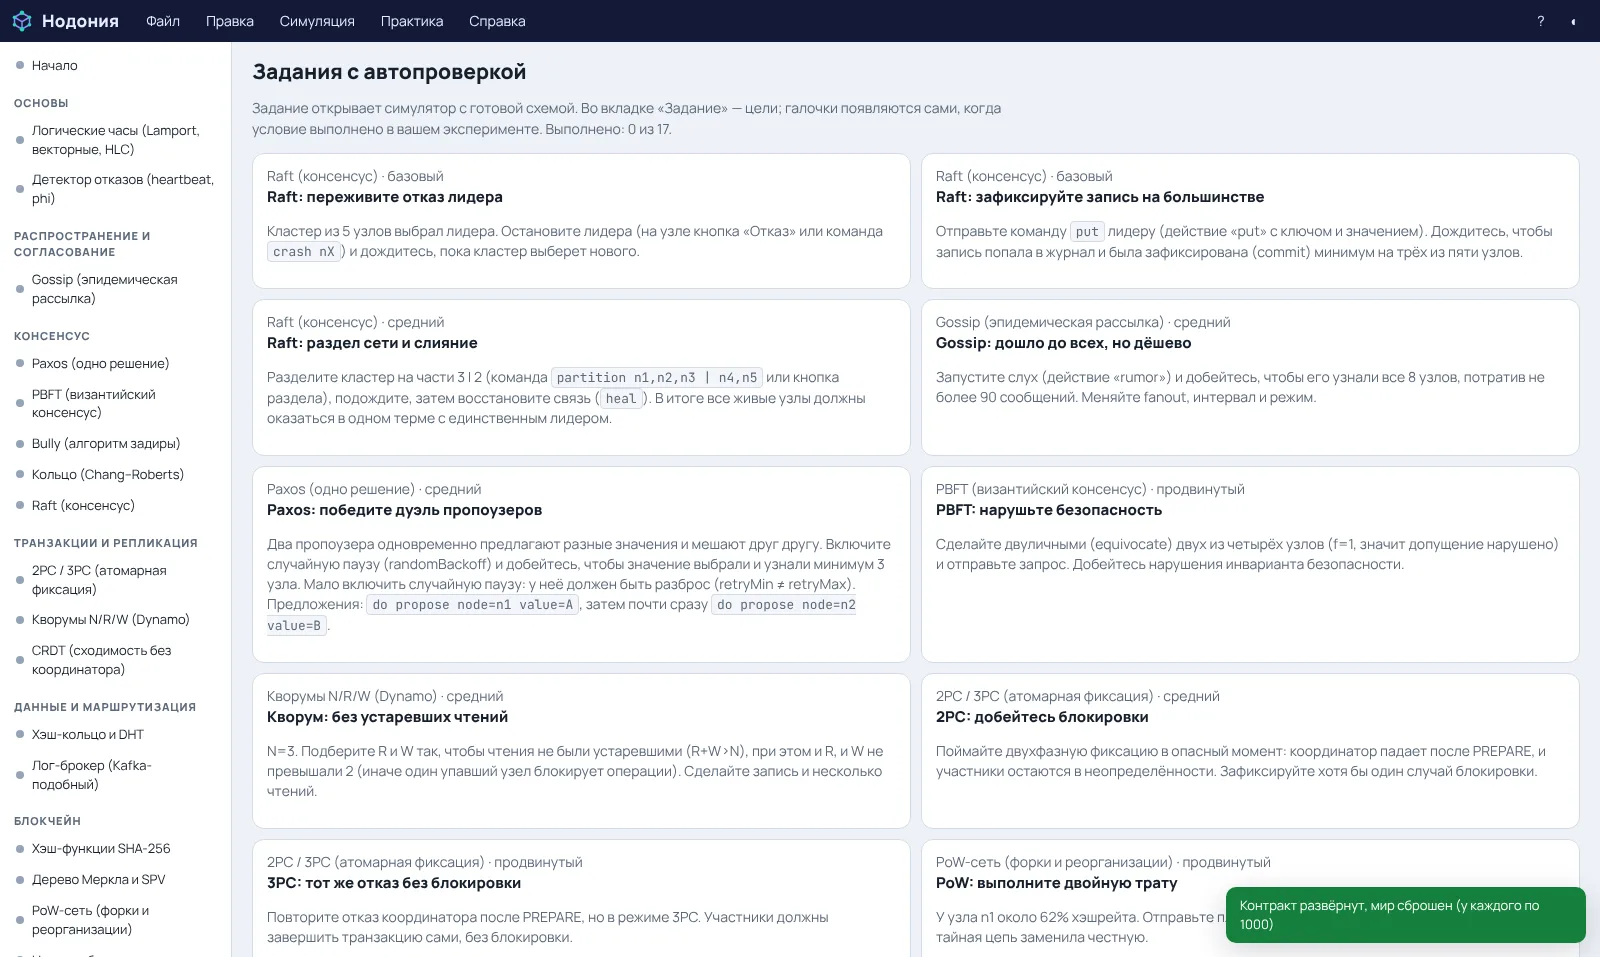 Нодония
Файл
Правка
Симуляция
Практика
Справка
?
Начало
ОСНОВЫ
Логические часы (Lamport,
векторные, HLC)
Детектор отказов (heartbeat,
phi)
РАСПРОСТРАНЕНИЕ И
СОГЛАСОВАНИЕ
Gossip (эпидемическая
рассылка)
КОНСЕНСУС
Paxos (одно решение)
PBFT (византийский
консенсус)
Bully (алгоритм задиры)
Кольцо (Chang–Roberts)
Raft (консенсус)
ТРАНЗАКЦИИ И РЕПЛИКАЦИЯ
2PC / 3PC (атомарная
фиксация)
Кворумы N/R/W (Dynamo)
CRDT (сходимость без
координатора)
ДАННЫЕ И МАРШРУТИЗАЦИЯ
Хэш-кольцо и DHT
Лог-брокер (Kafka-
подобный)
БЛОКЧЕЙН
Хэш-функции SHA-256
Дерево Меркла и SPV
PoW-сеть (форки и
реорганизации)
Задания с автопроверкой
Задание открывает симулятор с готовой схемой. Во вкладке «Задание» — цели; галочки появляются сами, когда
условие выполнено в вашем эксперименте. Выполнено: 0 из 17.
Raft (консенсус) · базовый
Raft: переживите отказ лидера
Кластер из 5 узлов выбрал лидера. Остановите лидера (на узле кнопка «Отказ» или команда
crash nX) и дождитесь, пока кластер выберет нового.
Raft (консенсус) · базовый
Raft: зафиксируйте запись на большинстве
Отправьте команду put лидеру (действие «put» с ключом и значением). Дождитесь, чтобы
запись попала в журнал и была зафиксирована (commit) минимум на трёх из пяти узлов.
Raft (консенсус) · средний
Raft: раздел сети и слияние
Разделите кластер на части 3 | 2 (команда partition n1,n2,n3 | n4,n5 или кнопка
раздела), подождите, затем восстановите связь (heal). В итоге все живые узлы должны
оказаться в одном терме с единственным лидером.
Gossip (эпидемическая рассылка) · средний
Gossip: дошло до всех, но дёшево
Запустите слух (действие «rumor») и добейтесь, чтобы его узнали все 8 узлов, потратив не
более 90 сообщений. Меняйте fanout, интервал и режим.
Paxos (одно решение) · средний
Paxos: победите дуэль пропоузеров
Два пропоузера одновременно предлагают разные значения и мешают друг другу. Включите
случайную паузу (randomBackoff) и добейтесь, чтобы значение выбрали и узнали минимум 3
узла. Мало включить случайную паузу: у неё должен быть разброс (retryMin ≠ retryMax).
Предложения: do propose node=n1 value=A, затем почти сразу do propose node=n2
value=B.
PBFT (византийский консенсус) · продвинутый
PBFT: нарушьте безопасность
Сделайте двуличными (equivocate) двух из четырёх узлов (f=1, значит допущение нарушено)
и отправьте запрос. Добейтесь нарушения инварианта безопасности.
Кворумы N/R/W (Dynamo) · средний
Кворум: без устаревших чтений
N=3. Подберите R и W так, чтобы чтения не были устаревшими (R+W>N), при этом и R, и W не
превышали 2 (иначе один упавший узел блокирует операции). Сделайте запись и несколько
чтений.
2PC / 3PC (атомарная фиксация) · средний
2PC: добейтесь блокировки
Поймайте двухфазную фиксацию в опасный момент: координатор падает после PREPARE, и
участники остаются в неопределённости. Зафиксируйте хотя бы один случай блокировки.
2PC / 3PC (атомарная фиксация) · продвинутый
3PC: тот же отказ без блокировки
Повторите отказ координатора после PREPARE, но в режиме 3PC. Участники должны
завершить транзакцию сами, без блокировки.
PoW-сеть (форки и реорганизации) · продвинутый
PoW: выполните двойную трату
У узла n1 около 62% хэшрейта. Отправьте
тайная цепь заменила честную.
Контракт развёрнут, мир сброшен (у каждого по
1000)